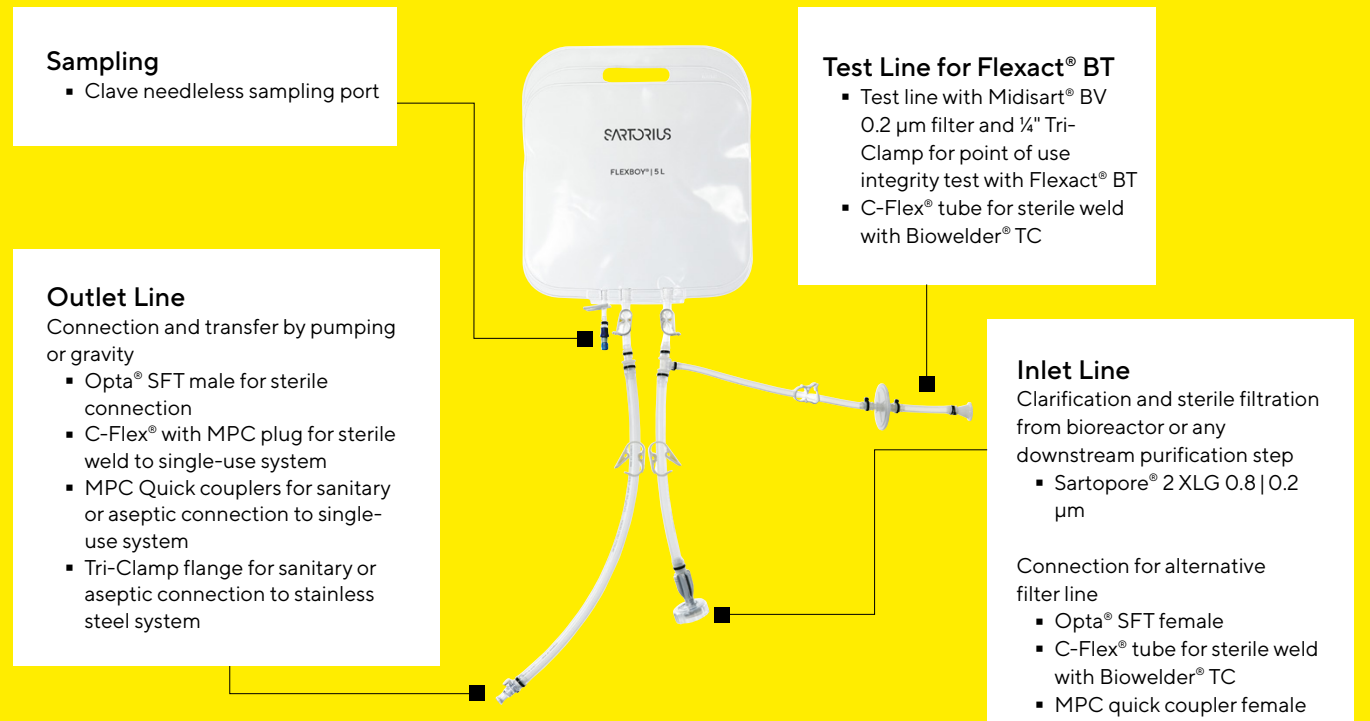 Sampling
▪ Clave needleless sampling port
Outlet Line
Connection and transfer by pumping
or gravity
▪ Opta® SFT male for sterile
connection
▪ C-Flex® with MPC plug for sterile
weld to single-use system
▪ MPC Quick couplers for sanitary
or aseptic connection to single-
use system
▪ Tri-Clamp flange for sanitary or
aseptic connection to stainless
steel system
SARTORIUS
FLEXBOY® | 5 L
Test Line for Flexact® BT
▪ Test line with Midisart® BV
0.2 µm filter and ¼" Tri-
Clamp for point of use
integrity test with Flexact® BT
▪ C-Flex® tube for sterile weld
with Biowelder® TC
Inlet Line
Clarification and sterile filtration
from bioreactor or any
downstream purification step
▪ Sartopore® 2 XLG 0.8 | 0.2
µm
Connection for alternative
filter line
▪ Opta® SFT female
▪ C-Flex® tube for sterile weld
with Biowelder® TC
▪ MPC quick coupler female